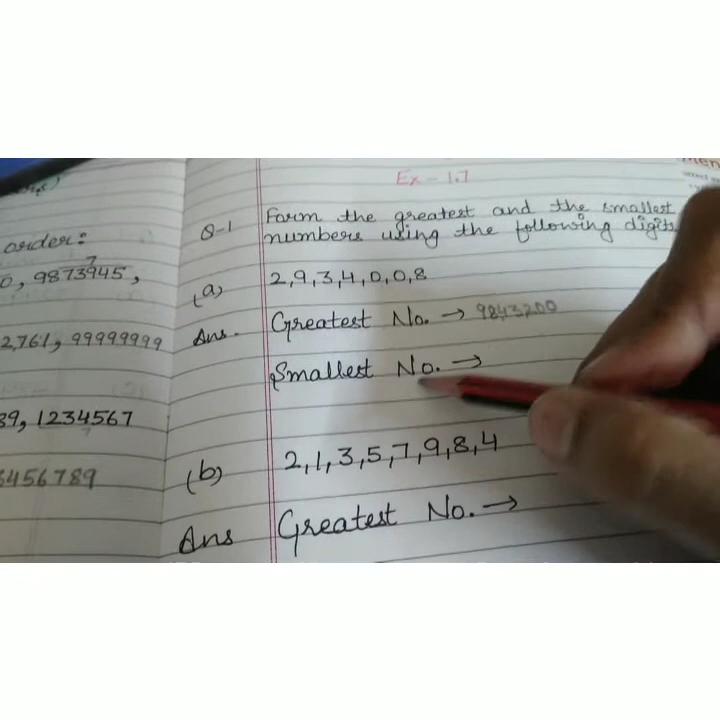 order:
0, 9873945,
7
2,761, 99999999
39, 1234567
3456789
Ex - 1.7
Q-1 Form the greatest and the smallest
numbers using the following digits
(a) 2,9,3,4,0,0,8
Ans. Greatest No. → 9843200
Smallest No. →
(b) 2,1,3,5,7,9,8,4
Ans Greatest No. →